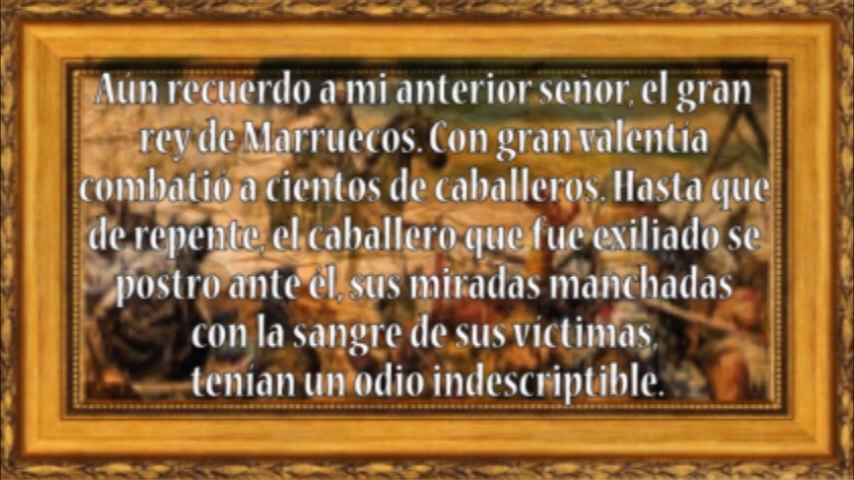 Aún recuerdo a mi anterior señor, el gran
rey de Marruecos. Con gran valentía
combatió a cientos de caballeros. Hasta que
de repente, el caballero que fue exiliado se
postro ante él, sus miradas manchadas
con la sangre de sus víctimas,
tenían un odio indescriptible.